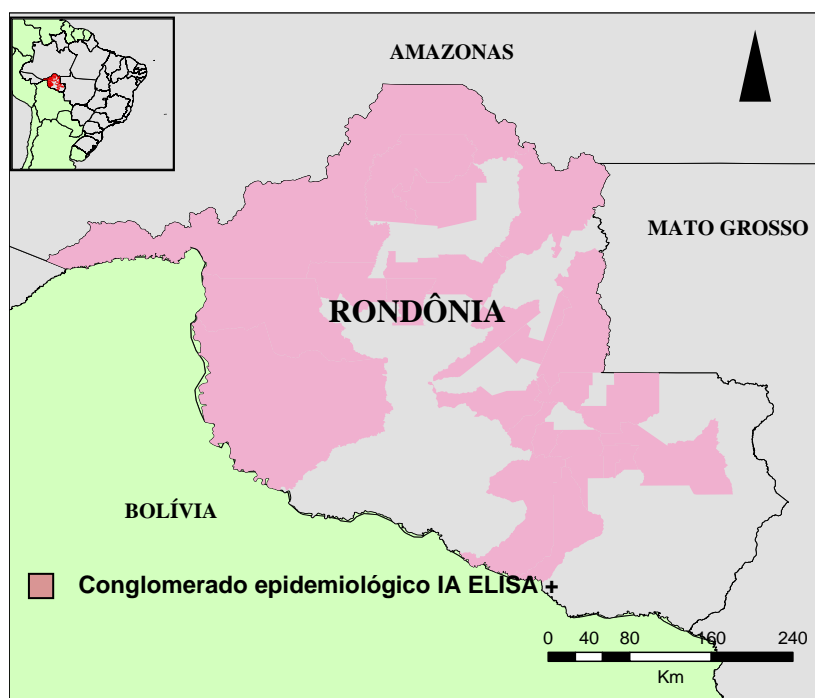 AMAZONAS
MATO GROSSO
RONDÔNIA
BOLÍVIA
Conglomerado epidemiológico IA ELISA +
0 40 80 160 240
Km